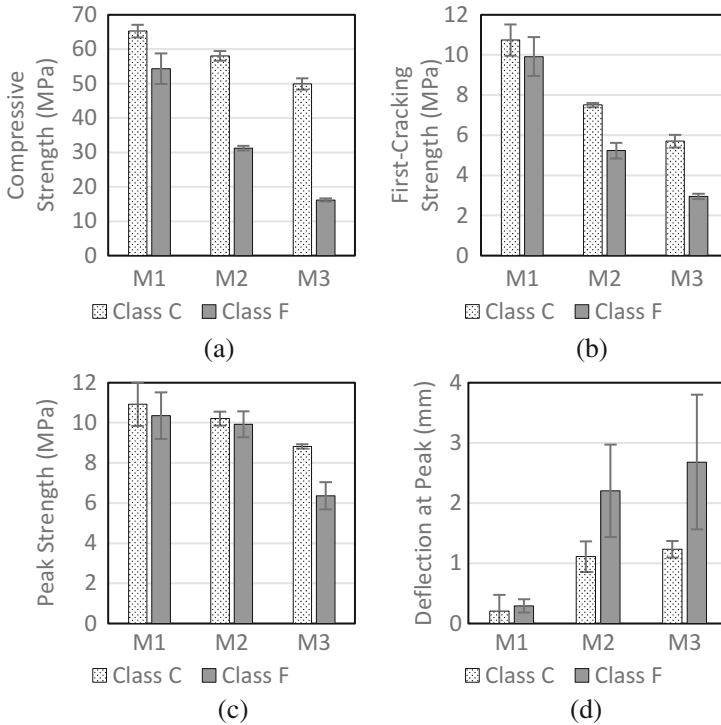 70
60
50
40
30
20
10
0
Compressive
Strength (MPa)
M1 M2 M3
Class C Class F
(a)
12
10
8
6
4
2
0
First-Cracking
Strength (MPa)
M1 M2 M3
Class C Class F
(b)
12
10
8
6
4
2
0
Peak Strength (MPa)
M1 M2 M3
Class C Class F
(c)
4
3
2
1
0
Deflection at Peak (mm)
M1 M2 M3
Class C Class F
(d)